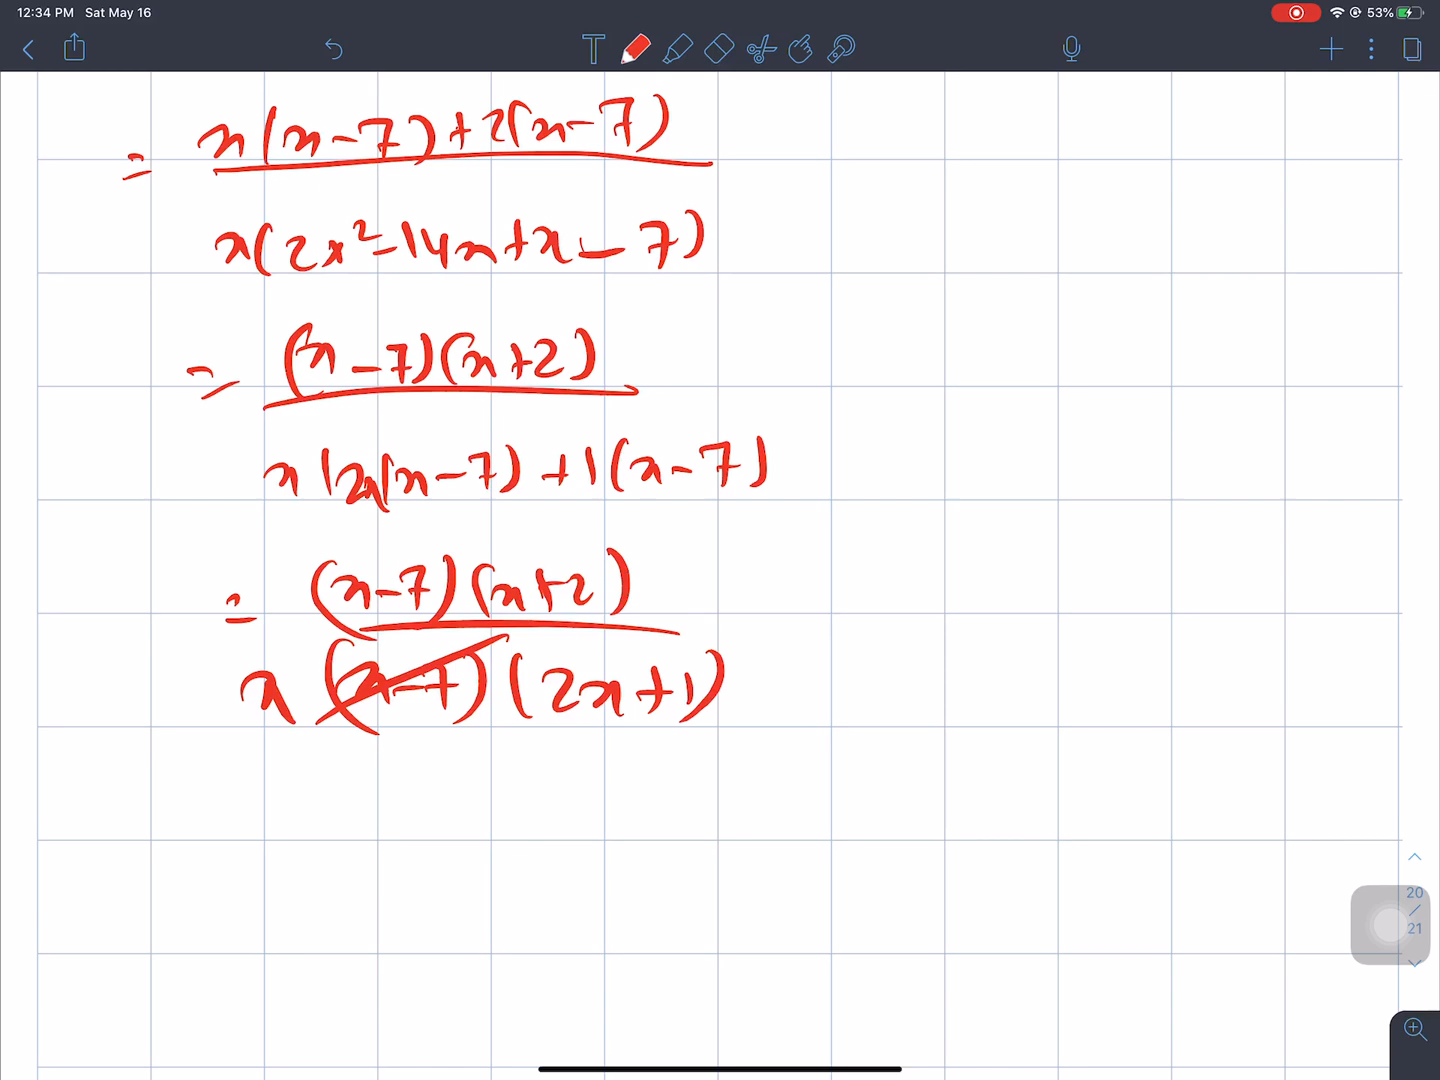 12:34 PM Sat May 16 53%
= x(x-7)+2(x-7)
x(2x²-14x+x-7)
= (x-7)(x+2)
x(2x(x-7)+1(x-7)
= (x-7)(x+2)
x (x-7)(2x+1)
20
/
21